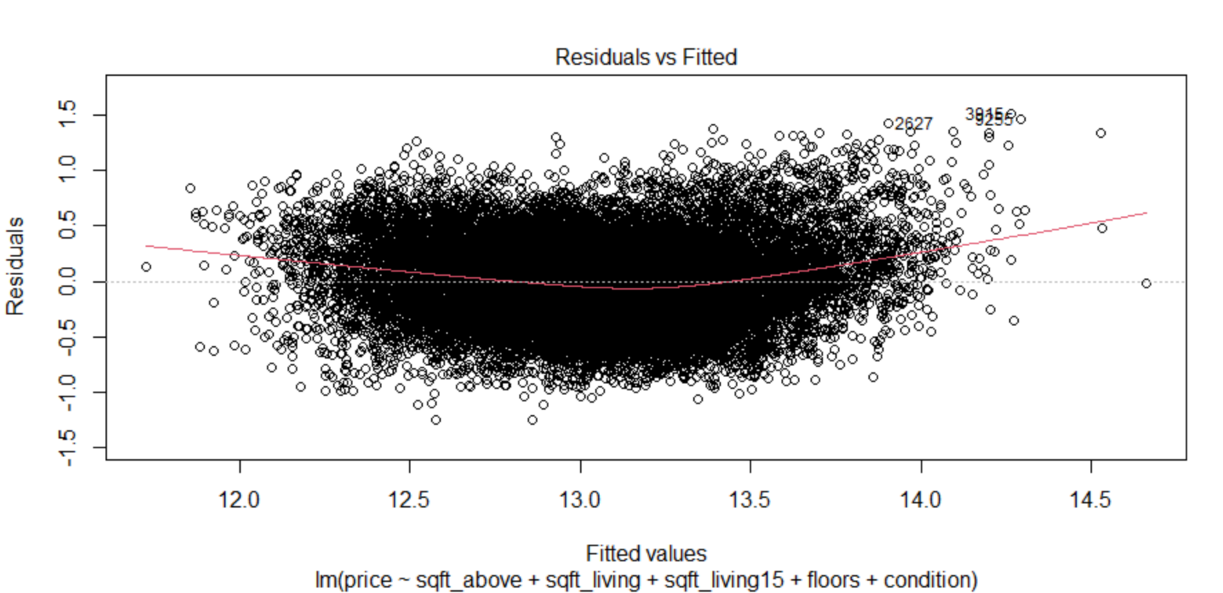 Residuals vs Fitted
Residuals
1.5
1.0
0.5
0.0
-0.5
-1.0
-1.5
2627
3915
9255
12.0 12.5 13.0 13.5 14.0 14.5
Fitted values
lm(price ~ sqft_above + sqft_living + sqft_living15 + floors + condition)